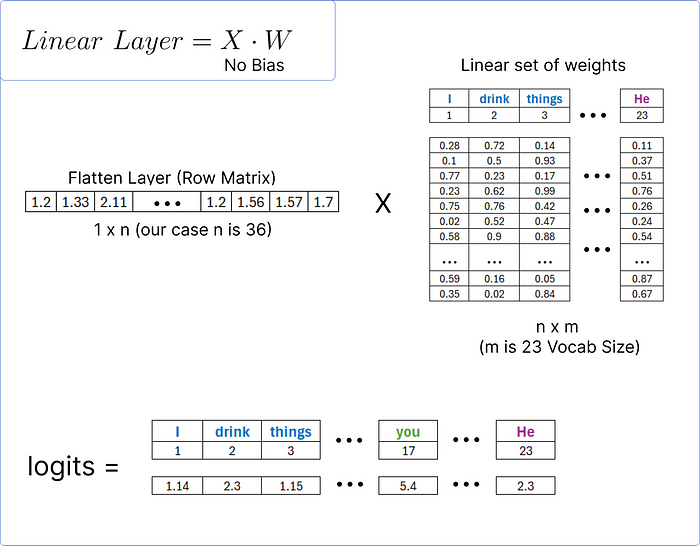 Linear Layer = X · W
No Bias
Linear set of weights
I drink things ••• He
1 2 3 23
Flatten Layer (Row Matrix)
1.2 1.33 2.11 ••• 1.2 1.56 1.57 1.7
1 x n (our case n is 36)
X
0.28 0.72 0.14 0.11
0.1 0.5 0.93 0.37
0.77 0.23 0.17 ••• 0.51
0.23 0.62 0.99 0.76
0.75 0.76 0.42 ••• 0.26
0.02 0.52 0.47 0.24
0.58 0.9 0.88 ••• 0.54
... ... ... ...
0.59 0.16 0.05 0.87
0.35 0.02 0.84 0.67
n x m
(m is 23 Vocab Size)
logits =
I drink things ••• you ••• He
1 2 3 17 23
1.14 2.3 1.15 ••• 5.4 ••• 2.3